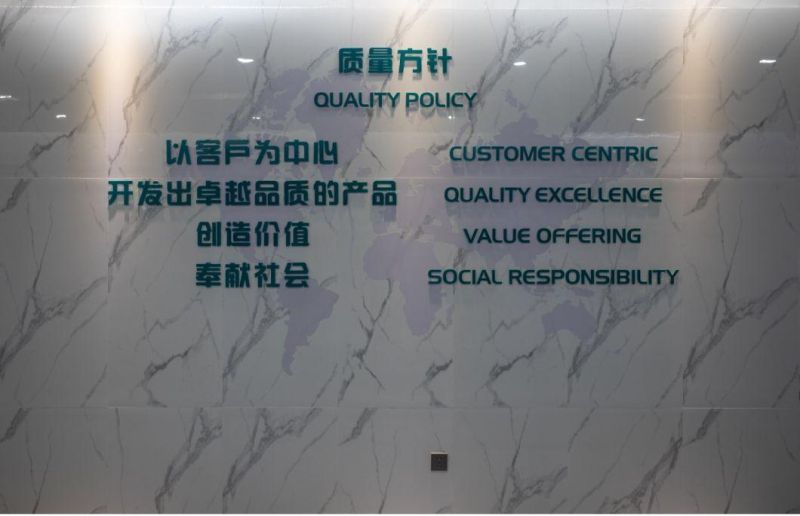 质量方针
QUALITY POLICY
以客戶为中心
开发出卓越品质的产品
创造价值
奉献社会
CUSTOMER CENTRIC
QUALITY EXCELLENCE
VALUE OFFERING
SOCIAL RESPONSIBILITY